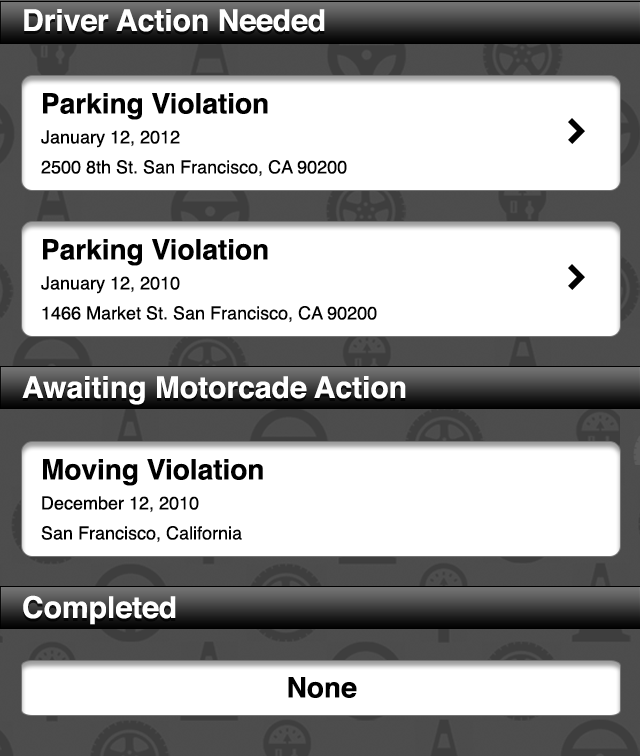 Driver Action Needed
Parking Violation
January 12, 2012
2500 8th St. San Francisco, CA 90200
Parking Violation
January 12, 2010
1466 Market St. San Francisco, CA 90200
Awaiting Motorcade Action
Moving Violation
December 12, 2010
San Francisco, California
Completed
None